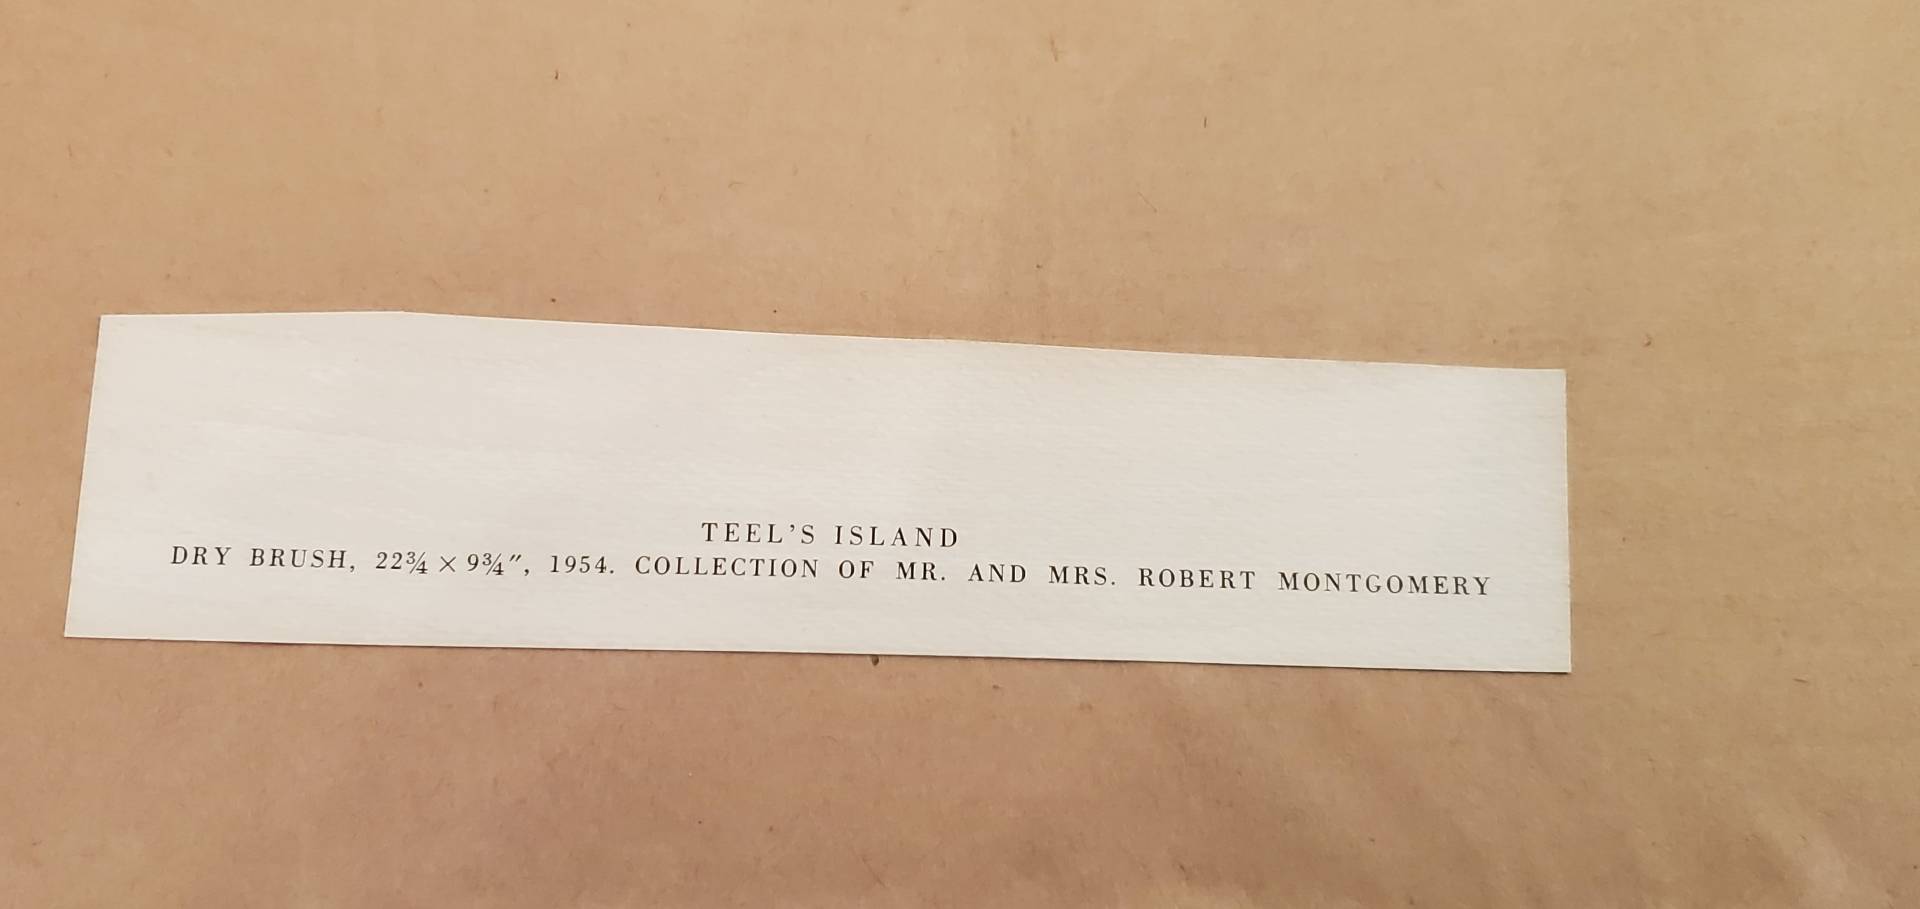 TEEL’S ISLAND
DRY BRUSH, 22¾ × 9¾″, 1954. COLLECTION OF MR. AND MRS. ROBERT MONTGOMERY